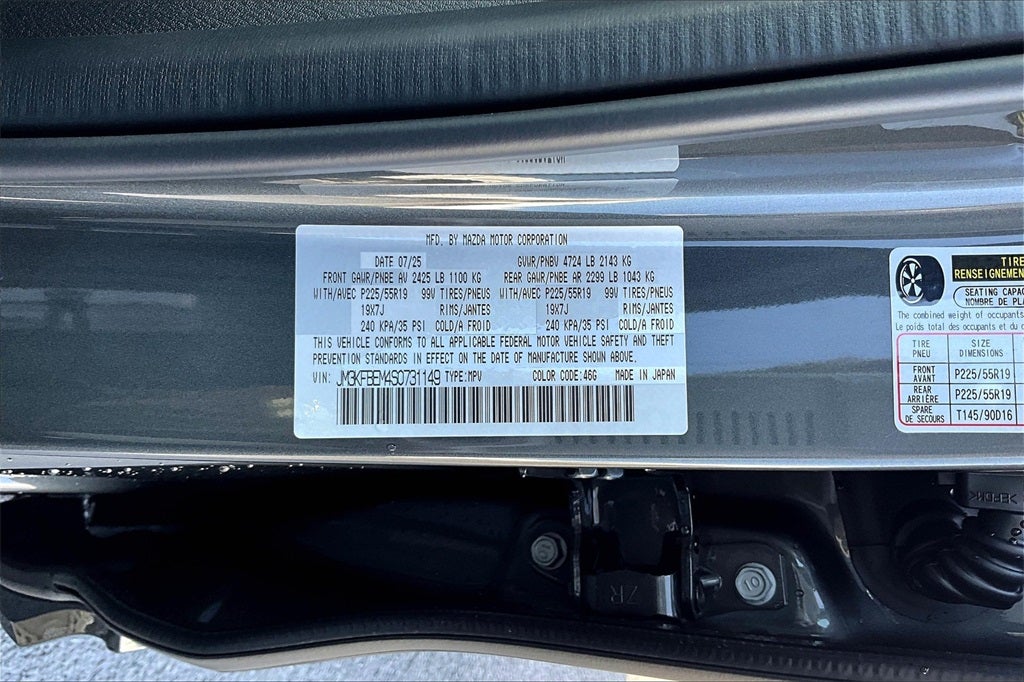 MFD. BY MAZDA MOTOR CORPORATION
DATE 07/25 GVWR/PNBV 4724 LB 2143 KG
FRONT GAWR/PNBE AV 2425 LB 1100 KG REAR GAWR/PNBE AR 2299 LB 1043 KG
WITH/AVEC P225/55R19 99V TIRES/PNEUS WITH/AVEC P225/55R19 99V TIRES/PNEUS
19X7J RIMS/JANTES 19X7J RIMS/JANTES
240 KPA/35 PSI COLD/A FROID 240 KPA/35 PSI COLD/A FROID
THIS VEHICLE CONFORMS TO ALL APPLICABLE FEDERAL MOTOR VEHICLE SAFETY AND THEFT
PREVENTION STANDARDS IN EFFECT ON THE DATE OF MANUFACTURE SHOWN ABOVE.
VIN: JM3KFBEM4S0731149 TYPE:MPV COLOR CODE:46G MADE IN JAPAN
TIRE
RENSEIGNEMEN
SEATING CAPAC
NOMBRE DE PLA
The combined weight of occupants
Le poids total des occupants
TIRE SIZE
PNEU DIMENSIONS
FRONT
AVANT P225/55R19
REAR
ARRIÈRE P225/55R19
SPARE
DE SECOURS T145/90D16
ZR
10
>EPDM<